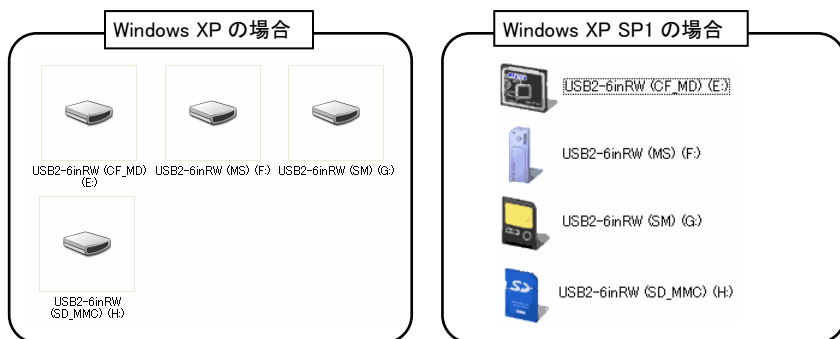 Windows XP の場合
USB2-6inRW (CF_MD) (E:)
USB2-6inRW (MS) (F:)
USB2-6inRW (SM) (G:)
USB2-6inRW (SD_MMC) (H:)
Windows XP SP1 の場合
USB2-6inRW (CF_MD) (E:)
USB2-6inRW (MS) (F:)
USB2-6inRW (SM) (G:)
SD
USB2-6inRW (SD_MMC) (H:)